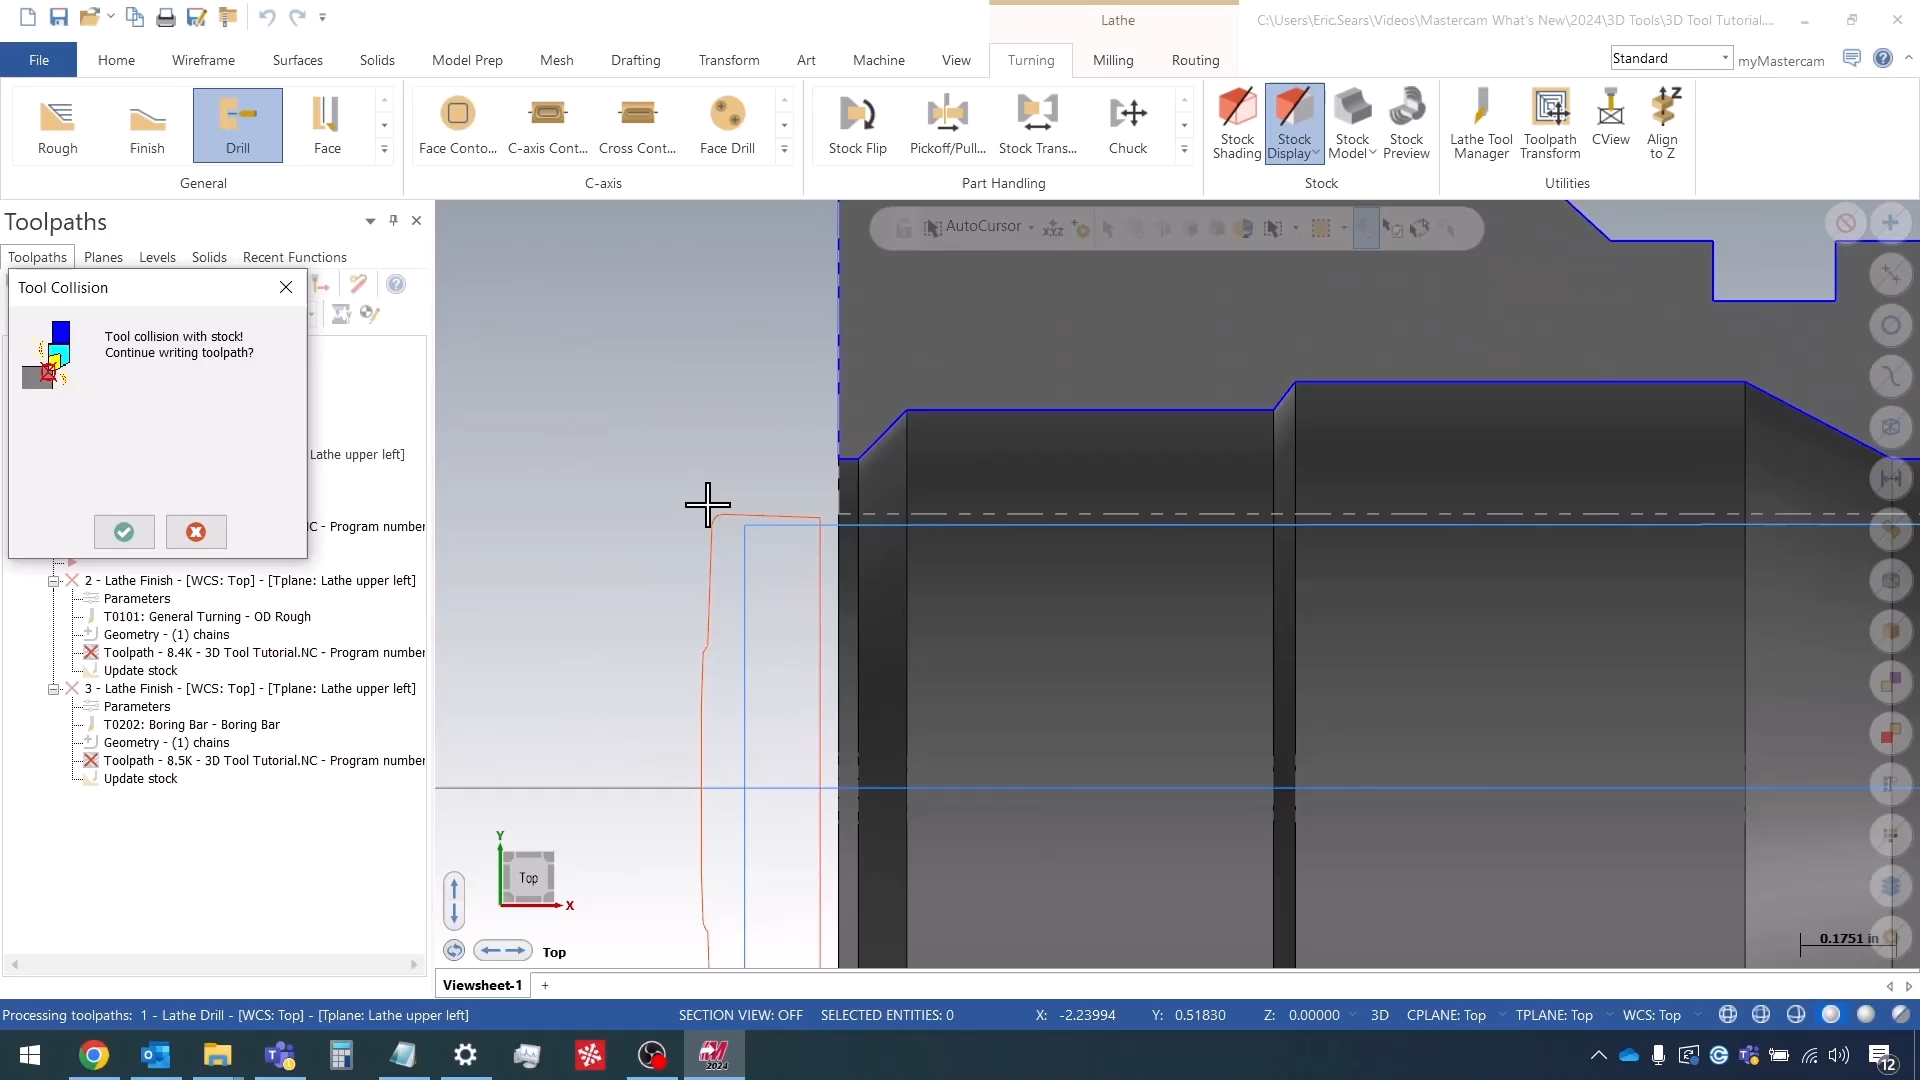 Lathe
C:\Users\Eric.Sears\Videos\Mastercam What's New\2024\3D Tools\3D Tool Tutorial....
File
Home
Wireframe
Surfaces
Solids
Model Prep
Mesh
Drafting
Transform
Art
Machine
View
Turning
Milling
Routing
Standard
myMastercam
Rough
Finish
Drill
Face
General
Face Conto...
C-axis Cont...
Cross Cont...
Face Drill
C-axis
Stock Flip
Pickoff/Pull...
Stock Trans...
Chuck
Part Handling
Stock Shading
Stock Display
Stock Model
Stock Preview
Stock
Lathe Tool Manager
Toolpath Transform
CView
Align to Z
Utilities
Toolpaths
Toolpaths
Planes
Levels
Solids
Recent Functions
AutoCursor
XYZ
Tool Collision
Tool collision with stock!
Continue writing toolpath?
Lathe upper left]
C - Program number
2 - Lathe Finish - [WCS: Top] - [Tplane: Lathe upper left]
Parameters
T0101: General Turning - OD Rough
Geometry - (1) chains
Toolpath - 8.4K - 3D Tool Tutorial.NC - Program number
Update stock
3 - Lathe Finish - [WCS: Top] - [Tplane: Lathe upper left]
Parameters
T0202: Boring Bar - Boring Bar
Geometry - (1) chains
Toolpath - 8.5K - 3D Tool Tutorial.NC - Program number
Update stock
Y
Top
X
Top
0.1751 in
Viewsheet-1
+
Processing toolpaths: 1 - Lathe Drill - [WCS: Top] - [Tplane: Lathe upper left]
SECTION VIEW: OFF
SELECTED ENTITIES: 0
X: -2.23994
Y: 0.51830
Z: 0.00000
3D
CPLANE: Top
TPLANE: Top
WCS: Top
2024
12